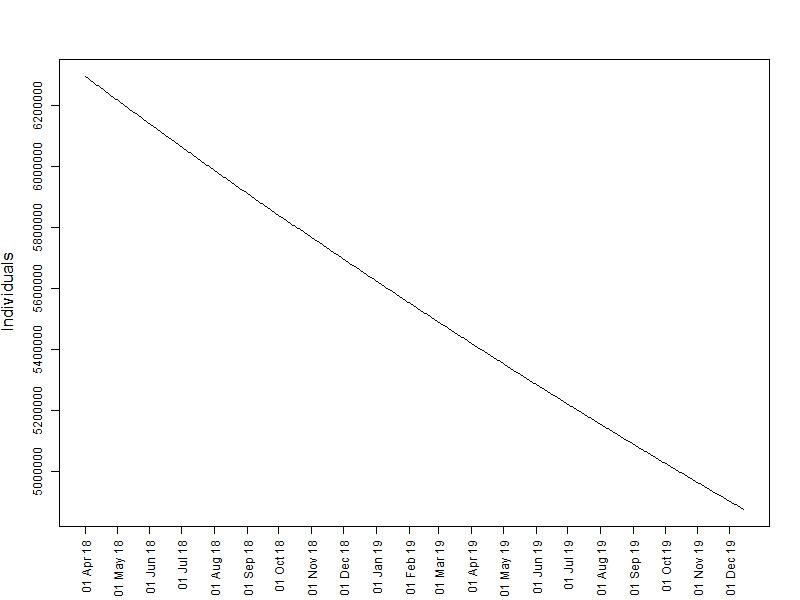 Individuals
6200000
6000000
5800000
5600000
5400000
5200000
5000000
01 Apr 18
01 May 18
01 Jun 18
01 Jul 18
01 Aug 18
01 Sep 18
01 Oct 18
01 Nov 18
01 Dec 18
01 Jan 19
01 Feb 19
01 Mar 19
01 Apr 19
01 May 19
01 Jun 19
01 Jul 19
01 Aug 19
01 Sep 19
01 Oct 19
01 Nov 19
01 Dec 19